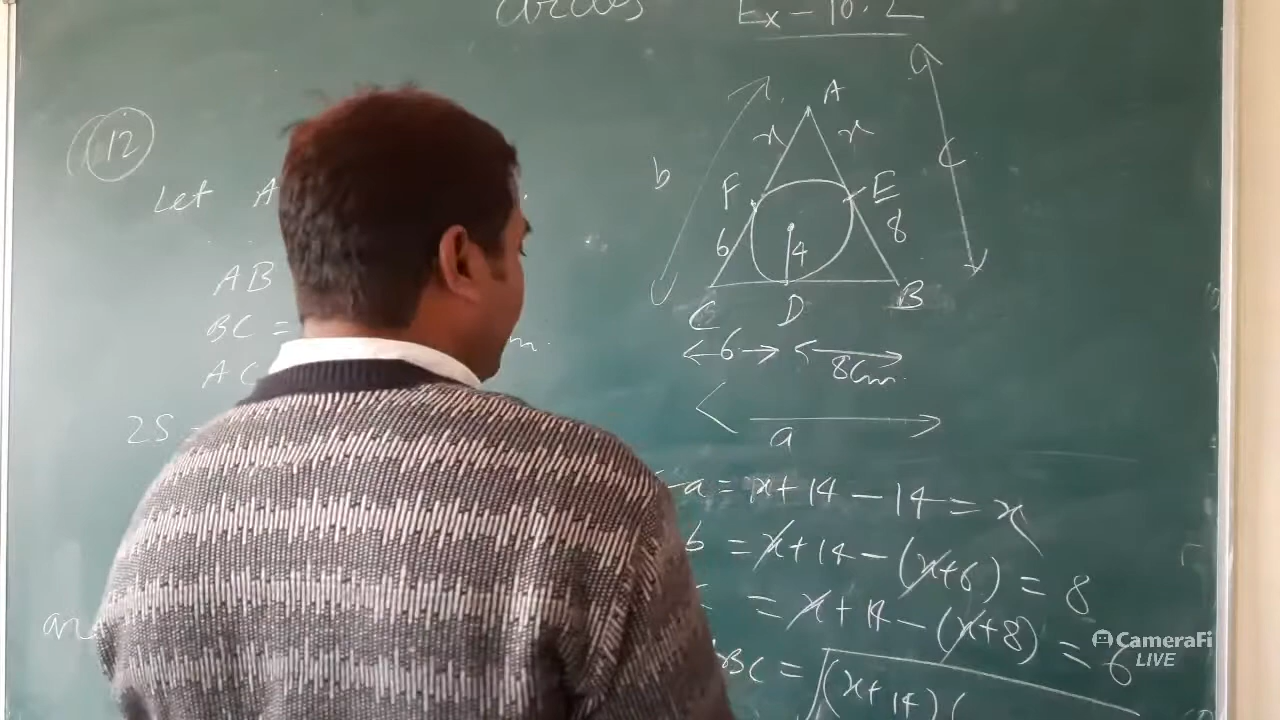 Circles Ex - 10.2
12
Let A
AB
BC =
m.
AC
2S
A
x x
b c
F E
6 8
4
C D B
6 8cm
a
-a = x + 14 - 14 = x
b = x + 14 - (x+6) = 8
= x + 14 - (x+8) = 6
BC = √(x+14)(
CameraFi
LIVE